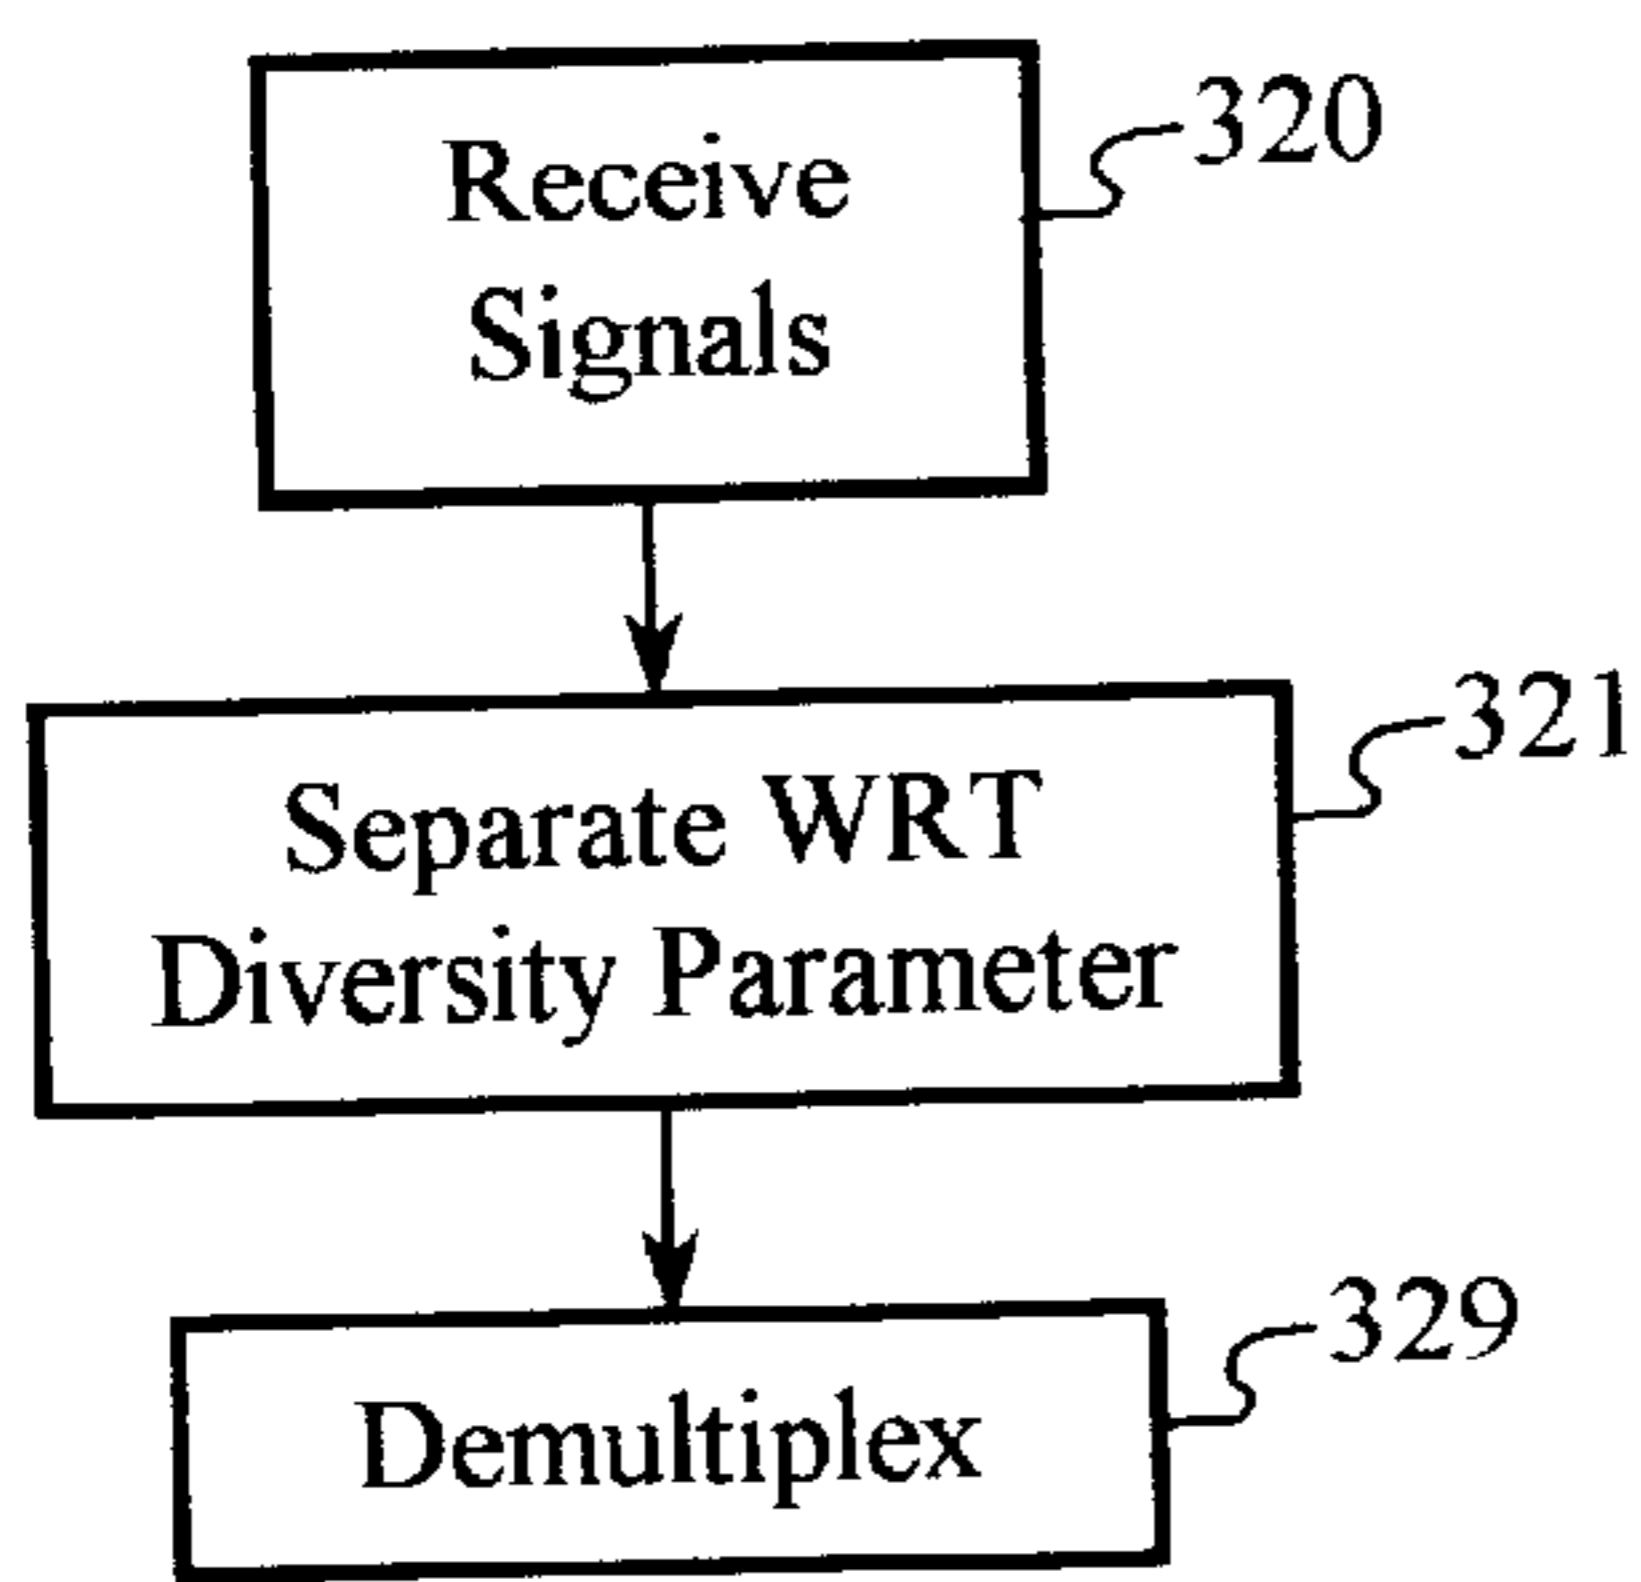 Receive
Signals
320
Separate WRT
Diversity Parameter
321
Demultiplex
329